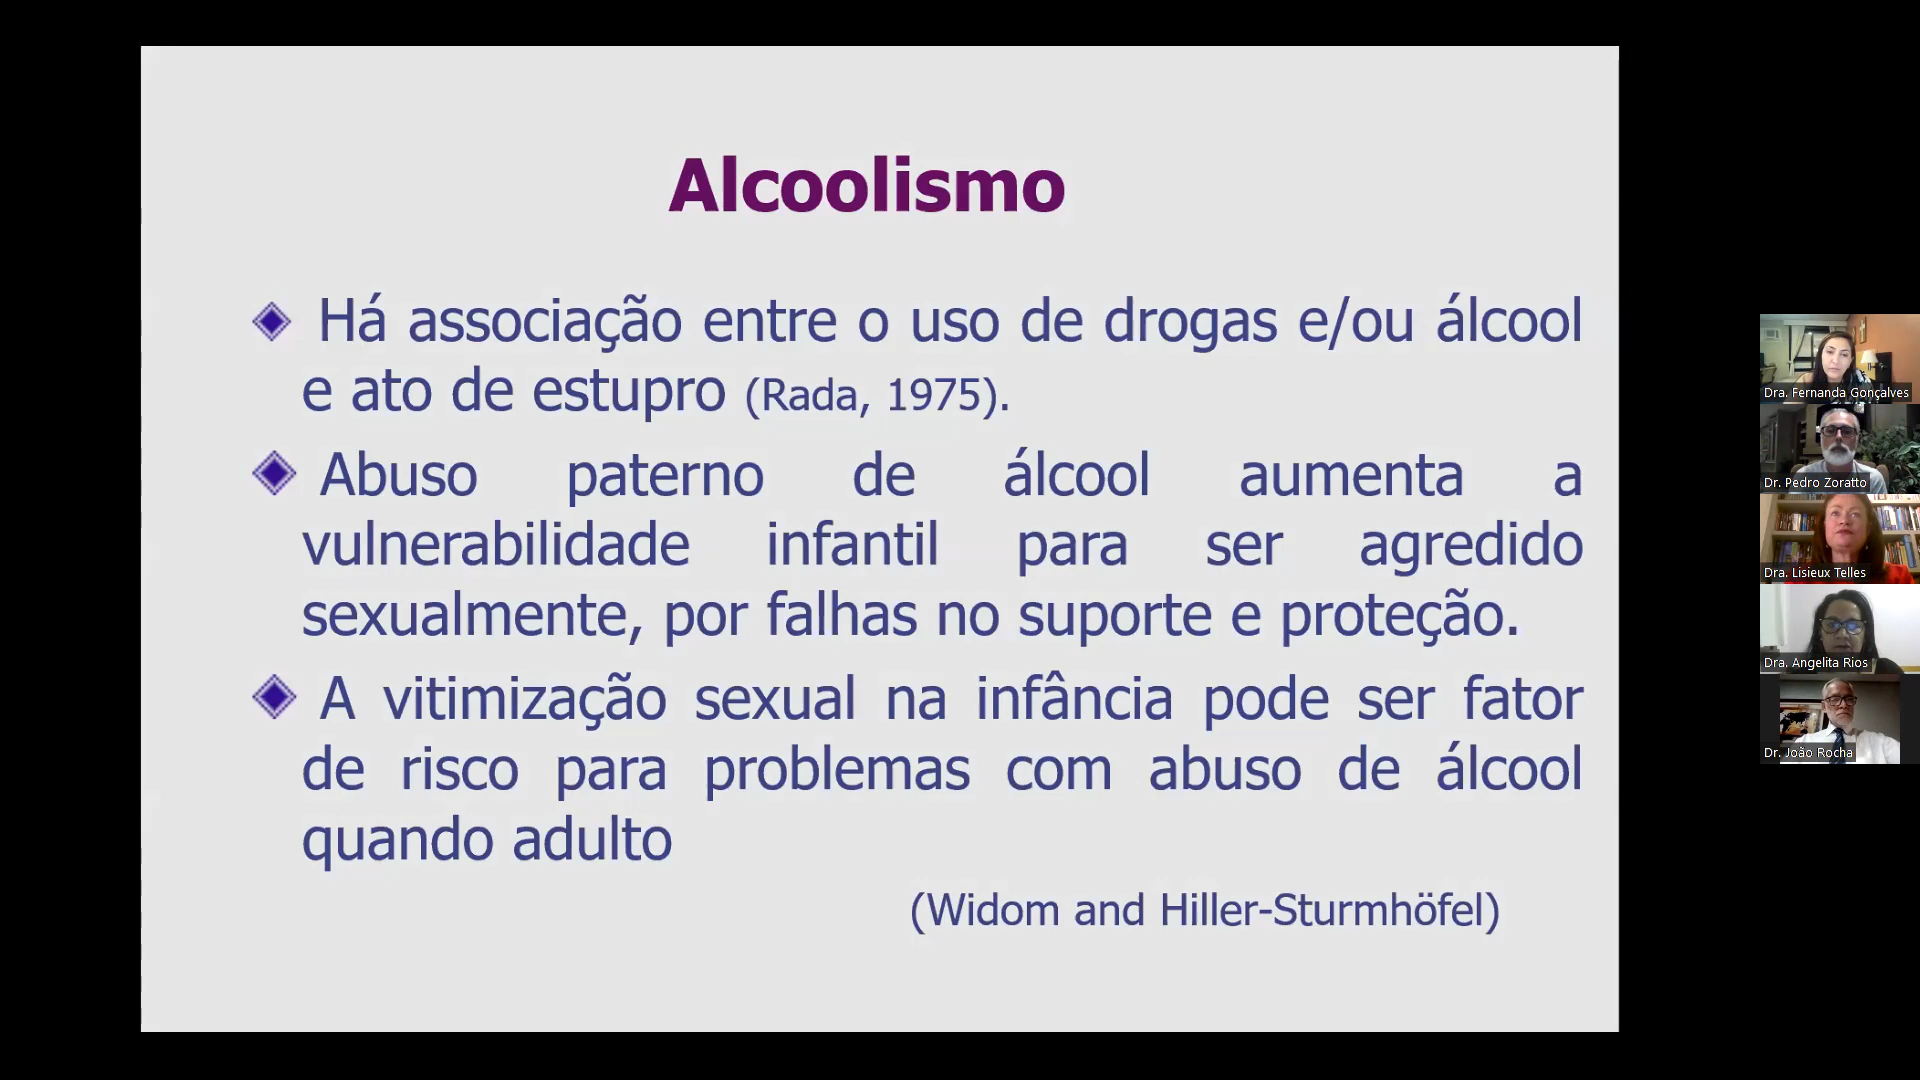 Alcoolismo
Há associação entre o uso de drogas e/ou álcool
e ato de estupro (Rada, 1975).
Abuso paterno de álcool aumenta a
vulnerabilidade infantil para ser agredido
sexualmente, por falhas no suporte e proteção.
A vitimização sexual na infância pode ser fator
de risco para problemas com abuso de álcool
quando adulto
(Widom and Hiller-Sturmhöfel)
Dra. Fernanda Gonçalves
Dr. Pedro Zoratto
Dra. Lisieux Telles
Dra. Angelita Rios
Dr. João Rocha